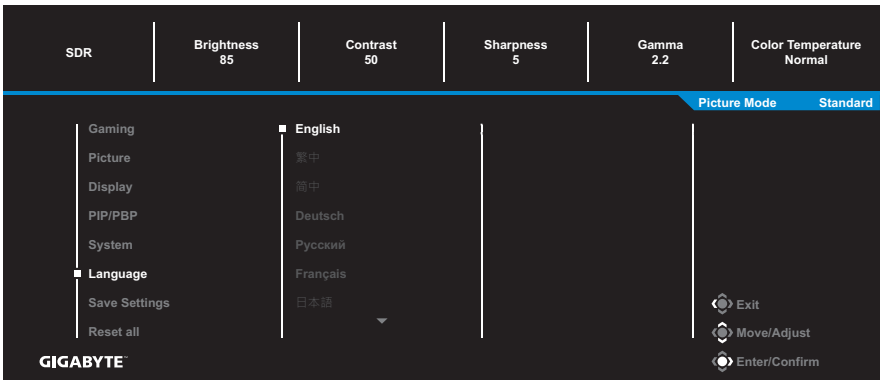 SDR
Brightness
85
Contrast
50
Sharpness
5
Gamma
2.2
Color Temperature
Normal
Picture Mode Standard
Gaming
Picture
Display
PIP/PBP
System
Language
Save Settings
Reset all
English
繁中
简中
Deutsch
Русский
Français
日本語
Exit
Move/Adjust
Enter/Confirm
GIGABYTE™